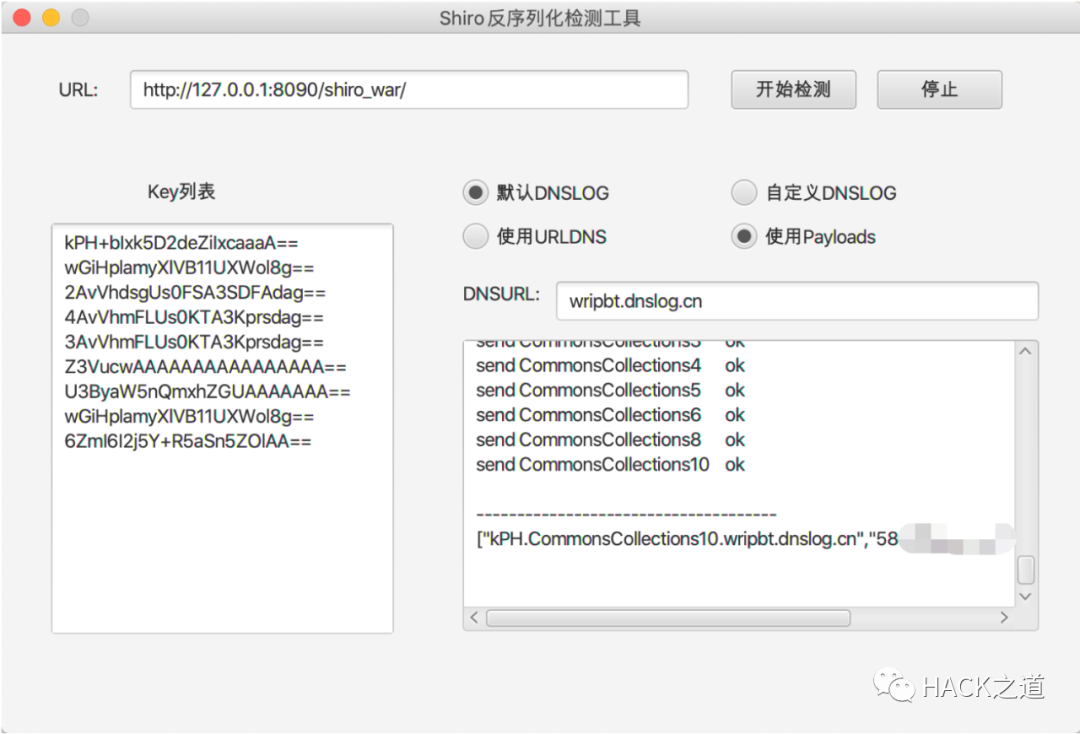 Shiro反序列化检测工具
URL:
http://127.0.0.1:8090/shiro_war/
开始检测
停止
Key列表
默认DNSLOG
自定义DNSLOG
使用URLDNS
使用Payloads
kPH+bIxk5D2deZiIxcaaaA==
wGiHplamyXlVB11UXWol8g==
2AvVhdsgUs0FSA3SDFAdag==
4AvVhmFLUs0KTA3Kprsdag==
3AvVhmFLUs0KTA3Kprsdag==
Z3VucwAAAAAAAAAAAAAAAA==
U3ByaW5nQmxhZGUAAAAAAA==
wGiHplamyXlVB11UXWol8g==
6ZmI6I2j5Y+R5aSn5ZOlAA==
DNSURL:
wripbt.dnslog.cn
send CommonsCollections3 ok
send CommonsCollections4 ok
send CommonsCollections5 ok
send CommonsCollections6 ok
send CommonsCollections8 ok
send CommonsCollections10 ok
-------------------------------------
["kPH.CommonsCollections10.wripbt.dnslog.cn","58
HACK之道